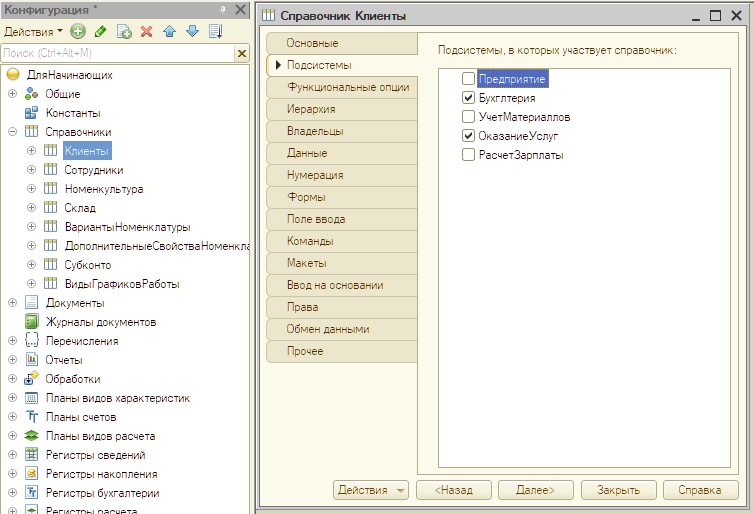 Конфигурация *
Действия
Поиск (Ctrl+Alt+M)
ДляНачинающих
Общие
Константы
Справочники
Клиенты
Сотрудники
Номенкультура
Склад
ВариантыНоменклатуры
ДополнительныеСвойстваНоменкла
Субконто
ВидыГрафиковРаботы
Документы
Журналы документов
Перечисления
Отчеты
Обработки
Планы видов характеристик
Планы счетов
Планы видов расчета
Регистры сведений
Регистры накопления
Регистры бухгалтерии
Регистры расчета
Справочник Клиенты
Основные
Подсистемы
Функциональные опции
Иерархия
Владельцы
Данные
Нумерация
Формы
Поле ввода
Команды
Макеты
Ввод на основании
Права
Обмен данными
Прочее
Подсистемы, в которых участвует справочник:
Предприятие
Бухглтерия
УчетМатериаллов
ОказаниеУслуг
РасчетЗарплаты
Действия
<Назад
Далее>
Закрыть
Справка